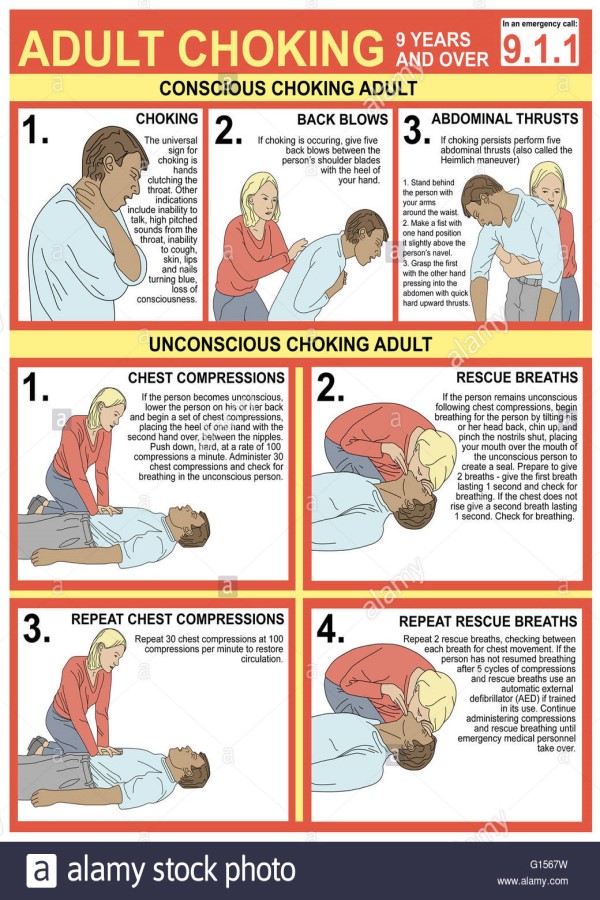 ADULT CHOKING
9 YEARS
AND OVER
In an emergency call:
9.1.1
CONSCIOUS CHOKING ADULT
1.
CHOKING
The universal
sign for
choking is
hands
clutching the
throat. Other
indications
include inability to
talk, high pitched
sounds from the
throat, inability
to cough,
skin, lips
and nails
turning blue,
loss of
consciousness.
2.
BACK BLOWS
If choking is occuring, give five
back blows between the
person's shoulder blades
with the heel of
your hand.
3.
ABDOMINAL THRUSTS
If choking persists perform five
abdominal thrusts (also called the
Heimlich maneuver)
1. Stand behind
the person with
your arms
around the waist.
2. Make a fist with
one hand position
it slightly above the
person's navel.
3. Grasp the first
with the other hand
pressing into the
abdomen with quick
hard upward thrusts.
UNCONSCIOUS CHOKING ADULT
1.
CHEST COMPRESSIONS
If the person becomes unconscious,
lower the person on his or her back
and begin a set of chest compressions,
placing the heel of one hand with the
second hand over, between the nipples.
Push down, hard, at a rate of 100
compressions a minute. Administer 30
chest compressions and check for
breathing in the unconscious person.
2.
RESCUE BREATHS
If the person remains unconscious
following chest compressions, begin
breathing for the person by tilting his
or her head back, chin up, and
pinch the nostrils shut, placing
your mouth over the mouth of
the unconscious person to
create a seal. Prepare to give
2 breaths - give the first breath
lasting 1 second and check for
breathing. If the chest does not
rise give a second breath lasting
1 second. Check for breathing.
3.
REPEAT CHEST COMPRESSIONS
Repeat 30 chest compressions at 100
compressions per minute to restore
circulation.
4.
REPEAT RESCUE BREATHS
Repeat 2 rescue breaths, checking between
each breath for chest movement. If the
person has not resumed breathing
after 5 cycles of compressions
and rescue breaths use an
automatic external
defibrillator (AED) if trained
in its use. Continue
administering compressions
and rescue breathing until
emergency medical personnel
take over.
a alamy stock photo
G1567W
www.alamy.com